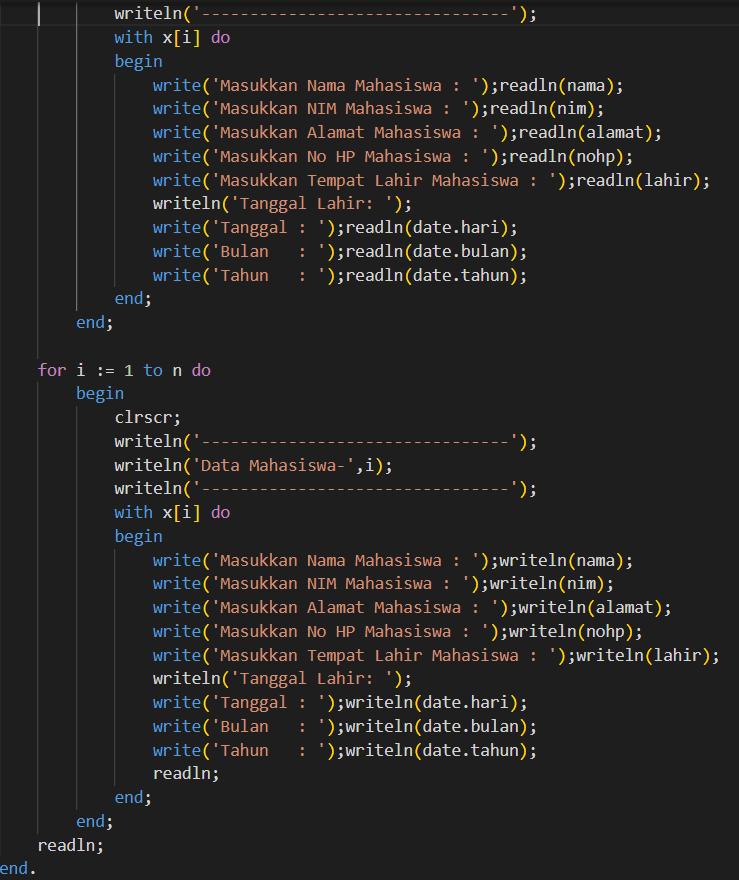 writeln('--------------------------------');
with x[i] do
begin
write('Masukkan Nama Mahasiswa : ');readln(nama);
write('Masukkan NIM Mahasiswa : ');readln(nim);
write('Masukkan Alamat Mahasiswa : ');readln(alamat);
write('Masukkan No HP Mahasiswa : ');readln(nohp);
write('Masukkan Tempat Lahir Mahasiswa : ');readln(lahir);
writeln('Tanggal Lahir: ');
write('Tanggal : ');readln(date.hari);
write('Bulan   : ');readln(date.bulan);
write('Tahun   : ');readln(date.tahun);
end;
end;
for i := 1 to n do
begin
clrscr;
writeln('--------------------------------');
writeln('Data Mahasiswa-',i);
writeln('--------------------------------');
with x[i] do
begin
write('Masukkan Nama Mahasiswa : ');writeln(nama);
write('Masukkan NIM Mahasiswa : ');writeln(nim);
write('Masukkan Alamat Mahasiswa : ');writeln(alamat);
write('Masukkan No HP Mahasiswa : ');writeln(nohp);
write('Masukkan Tempat Lahir Mahasiswa : ');writeln(lahir);
writeln('Tanggal Lahir: ');
write('Tanggal : ');writeln(date.hari);
write('Bulan   : ');writeln(date.bulan);
write('Tahun   : ');writeln(date.tahun);
readln;
end;
end;
readln;
end.